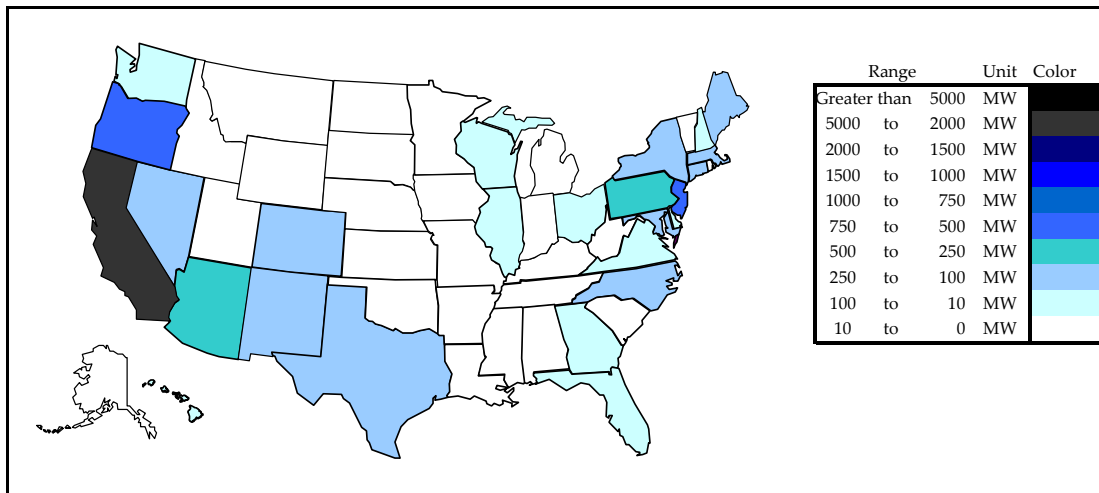 Range Unit Color
Greater than 5000 MW
5000 to 2000 MW
2000 to 1500 MW
1500 to 1000 MW
1000 to 750 MW
750 to 500 MW
500 to 250 MW
250 to 100 MW
100 to 10 MW
10 to 0 MW